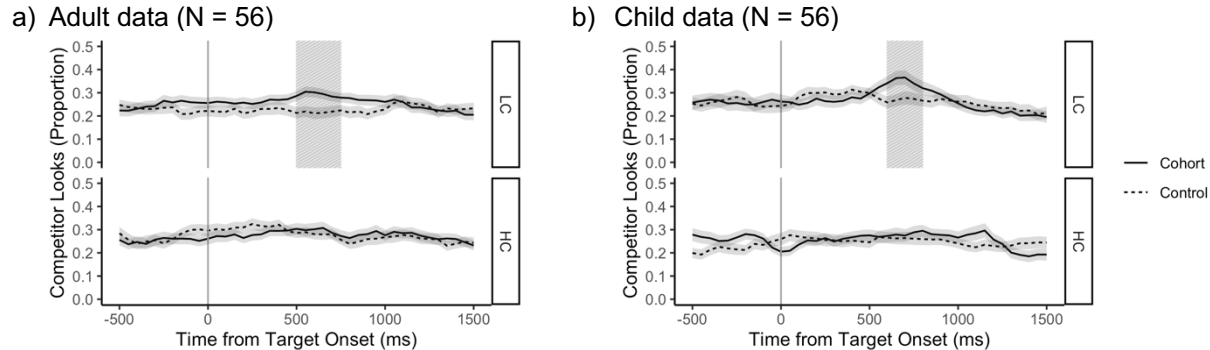 a) Adult data (N = 56)
b) Child data (N = 56)
Competitor Looks (Proportion)
0.5
0.4
0.3
0.2
0.1
0.0
LC
0.5
0.4
0.3
0.2
0.1
0.0
HC
-500 0 500 1000 1500
Time from Target Onset (ms)
Competitor Looks (Proportion)
0.5
0.4
0.3
0.2
0.1
0.0
LC
0.5
0.4
0.3
0.2
0.1
0.0
HC
-500 0 500 1000 1500
Time from Target Onset (ms)
Cohort
Control